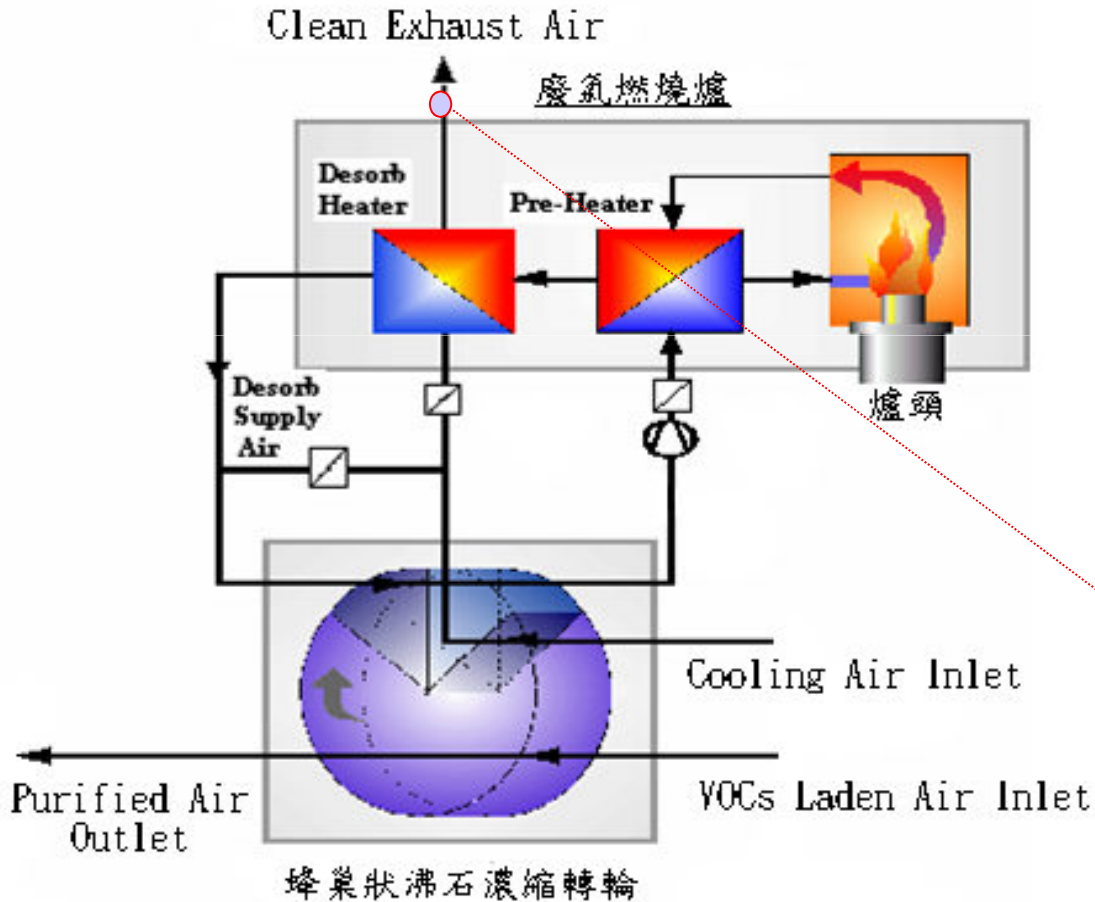 Clean Exhaust Air
廢氣燃燒爐
Desorb
Heater
Pre-Heater
爐頭
Desorb
Supply
Air
Cooling Air Inlet
Purified Air
Outlet
VOCs Laden Air Inlet
蜂巢狀沸石濃縮轉輪